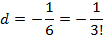 d = −1/6 = −1/3!